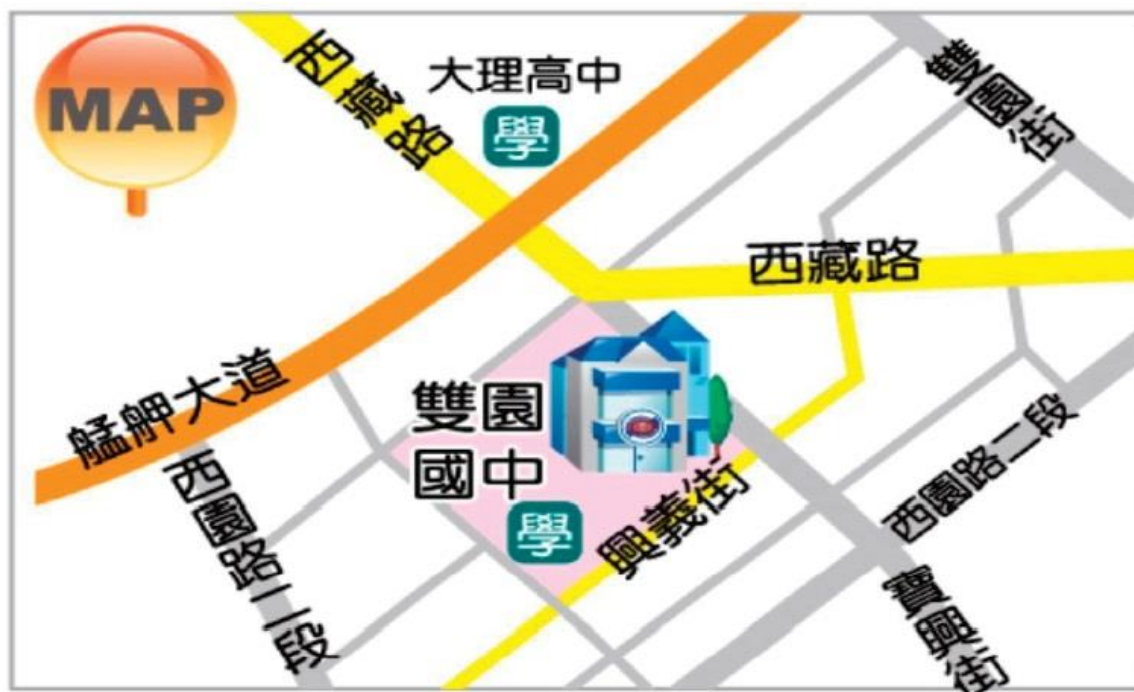 MAP
西藏路
大理高中
學
雙園街
西藏路
艋舺大道
雙園
國中
學
興義街
西園路二段
西園路二段
寶興街